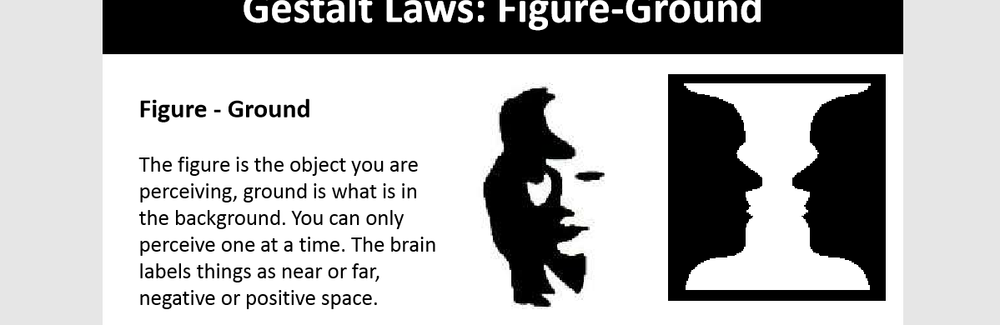 Gestalt Laws: Figure-Ground
Figure - Ground
The figure is the object you are
perceiving, ground is what is in
the background. You can only
perceive one at a time. The brain
labels things as near or far,
negative or positive space.